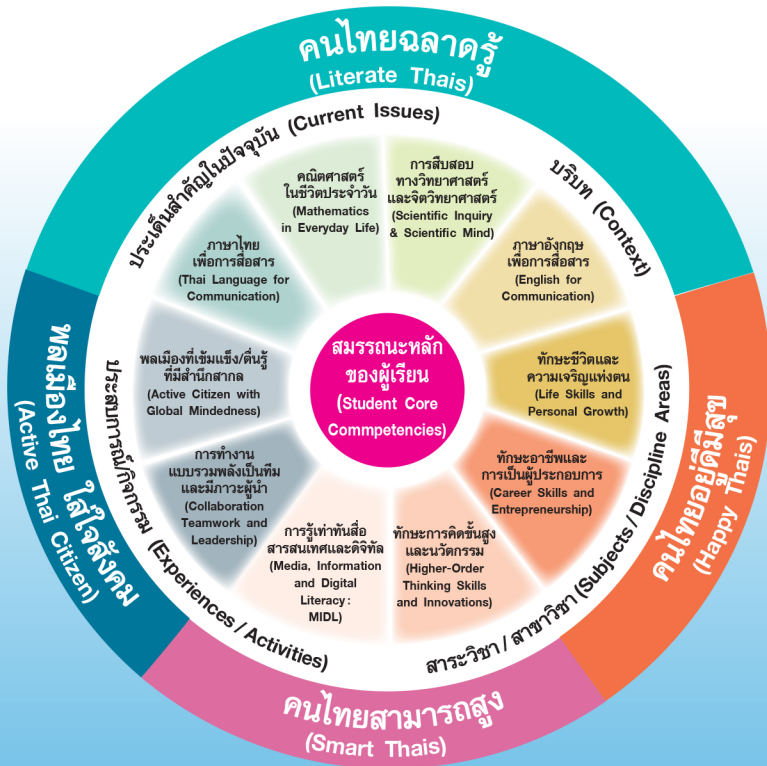 คนไทยฉลาดรู้
(Literate Thais)
ประเด็นสำคัญในปัจจุบัน (Current Issues)
บริบท (Context)
คณิตศาสตร์
ในชีวิตประจำวัน
(Mathematics
in Everyday Life)
การสืบสอบ
ทางวิทยาศาสตร์
และจิตวิทยาศาสตร์
(Scientific Inquiry
& Scientific Mind)
ภาษาไทย
เพื่อการสื่อสาร
(Thai Language for
Communication)
ภาษาอังกฤษ
เพื่อการสื่อสาร
(English for
Communication)
พลเมืองที่เข้มแข็ง/ตื่นรู้
ที่มีสำนึกสากล
(Active Citizen with
Global Mindedness)
สมรรถนะหลัก
ของผู้เรียน
(Student Core
Commpetencies)
ทักษะชีวิตและ
ความเจริญแห่งตน
(Life Skills and
Personal Growth)
การทำงาน
แบบรวมพลังเป็นทีม
และมีภาวะผู้นำ
(Collaboration
Teamwork and
Leadership)
ทักษะอาชีพและ
การเป็นผู้ประกอบการ
(Career Skills and
Entrepreneurship)
การรู้เท่าทันสื่อ
สารสนเทศและดิจิทัล
(Media, Information
and Digital
Literacy:
MIDL)
ทักษะการคิดขั้นสูง
และนวัตกรรม
(Higher-Order
Thinking Skills
and Innovations)
ประสบการณ์/กิจกรรม (Experiences / Activities)
สาระวิชา / สาขาวิชา (Subjects / Discipline Areas)
พลเมืองไทย ใส่ใจสังคม
(Active Thai Citizen)
คนไทยอยู่ดีมีสุข
(Happy Thais)
คนไทยสามารถสูง
(Smart Thais)